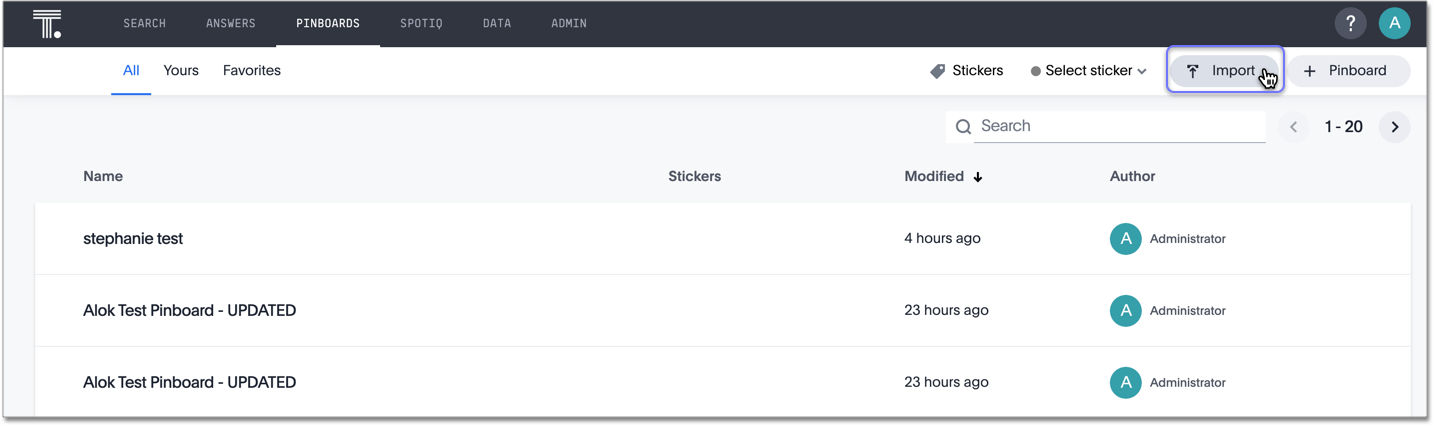 T.
SEARCH ANSWERS PINBOARDS SPOTIQ DATA ADMIN ? A
All Yours Favorites Stickers Select sticker Import + Pinboard
Search 1 - 20
Name Stickers Modified Author
stephanie test 4 hours ago A Administrator
Alok Test Pinboard - UPDATED 23 hours ago A Administrator
Alok Test Pinboard - UPDATED 23 hours ago A Administrator